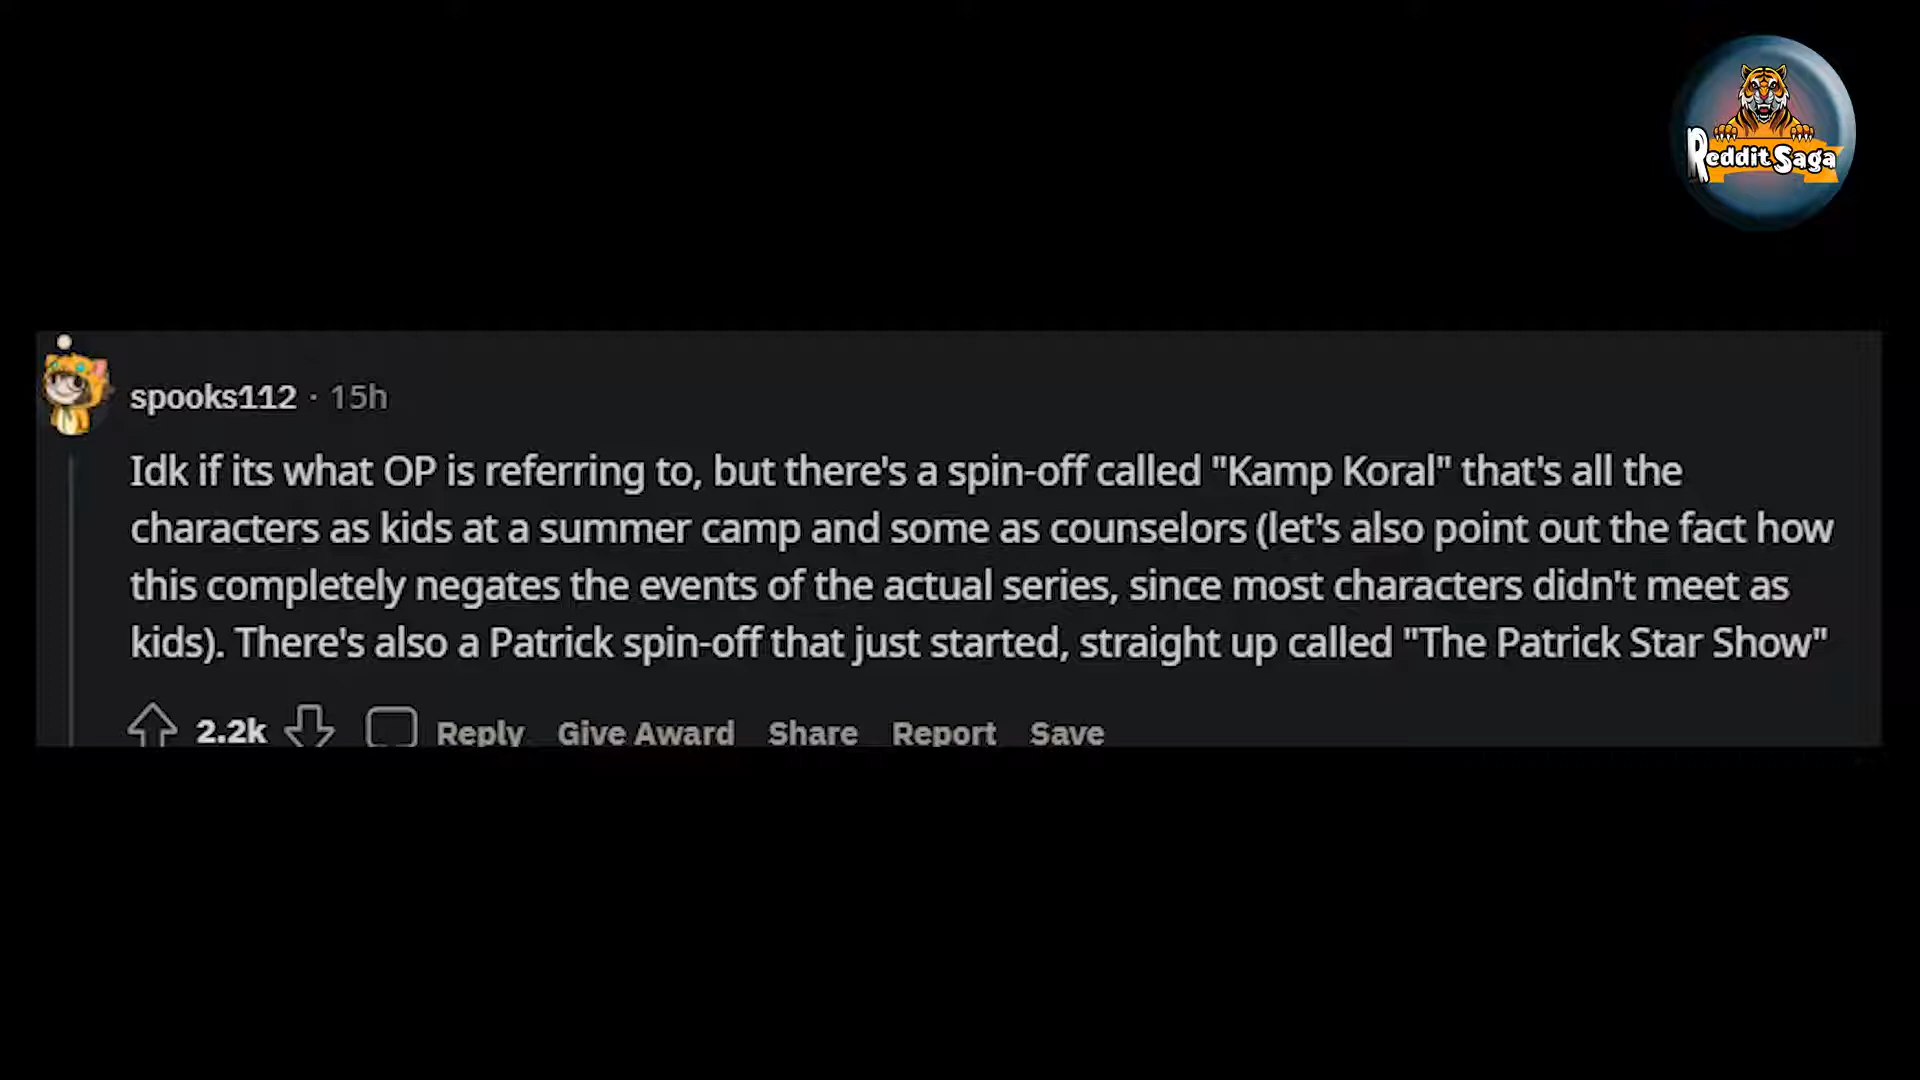 Reddit Saga
spooks112 · 15h
Idk if its what OP is referring to, but there's a spin-off called "Kamp Koral" that's all the
characters as kids at a summer camp and some as counselors (let's also point out the fact how
this completely negates the events of the actual series, since most characters didn't meet as
kids). There's also a Patrick spin-off that just started, straight up called "The Patrick Star Show"
2.2k Reply Give Award Share Report Save